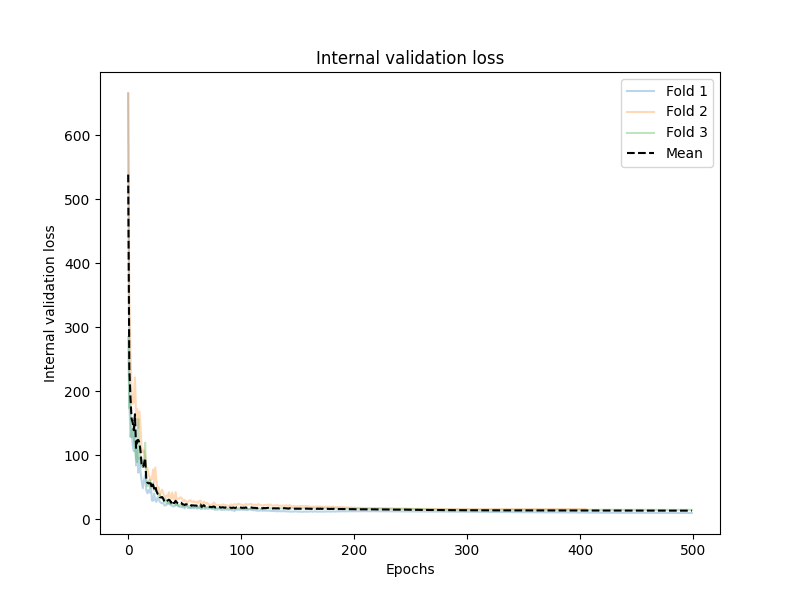 Internal validation loss
Fold 1
Fold 2
Fold 3
Mean
Internal validation loss
600
500
400
300
200
100
0
0 100 200 300 400 500
Epochs